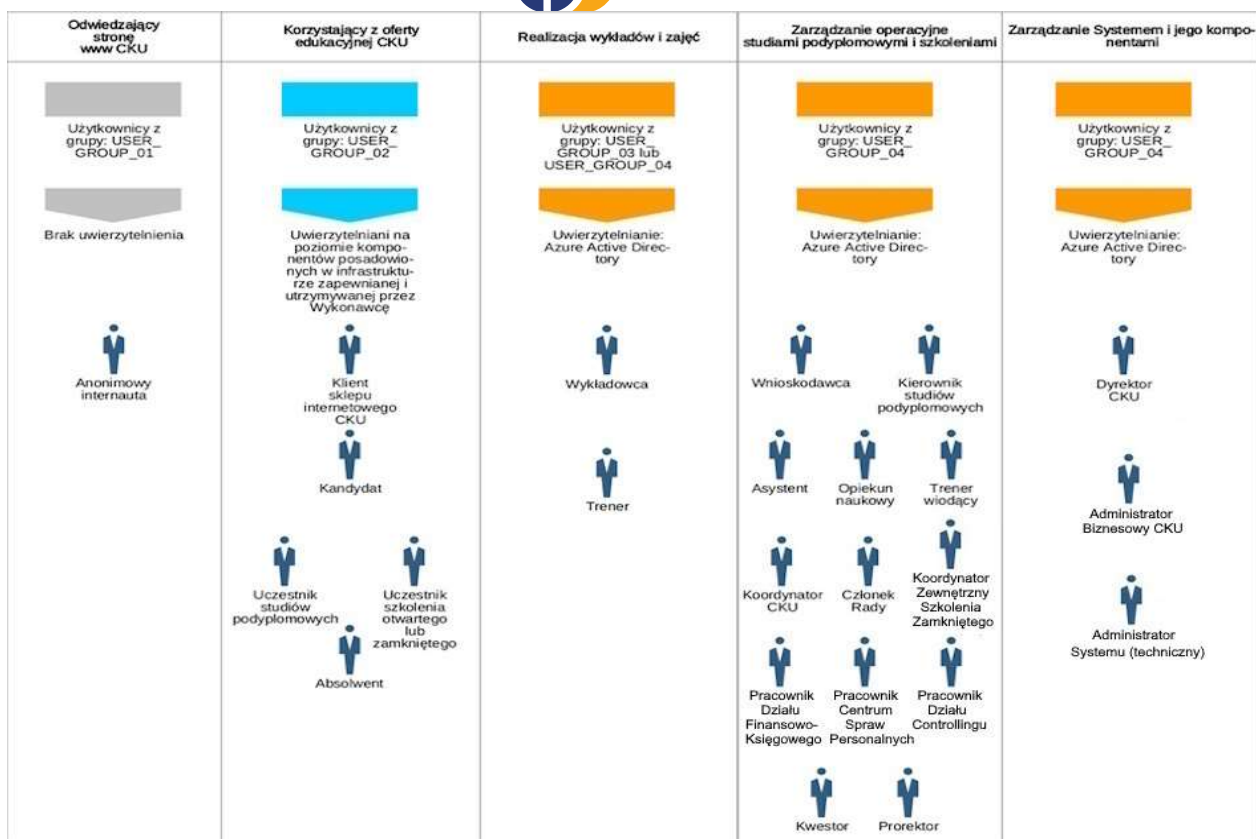 Odwiedzający
stronę
www CKU
Korzystający z oferty
edukacyjnej CKU
Realizacja wykładów i zajęć
Zarządzanie operacyjne
studiami podyplomowymi i szkoleniami
Zarządzanie Systemem i jego kompo-
nentami
Użytkownicy z
grupy: USER_
GROUP_01
Użytkownicy z
grupy: USER_
GROUP_02
Użytkownicy z
grupy: USER_
GROUP_03 lub
USER_GROUP_04
Użytkownicy z
grupy: USER_
GROUP_04
Użytkownicy z
grupy: USER_
GROUP_04
Brak uwierzytelnienia
Uwierzytelniani na
poziomie kompo-
nentów posadowio-
nych w infrastruktu-
rze zapewnianej i
utrzymywanej przez
Wykonawcę
Uwierzytelnianie:
Azure Active Direc-
tory
Uwierzytelnianie:
Azure Active Direc-
tory
Uwierzytelnianie:
Azure Active Direc-
tory
Anonimowy
internauta
Klient
sklepu
internetowego
CKU
Kandydat
Uczestnik
studiów
podyplomowych
Uczestnik
szkolenia
otwartego
lub
zamkniętego
Absolwent
Wykładowca
Trener
Wnioskodawca
Kierownik
studiów
podyplomowych
Asystent
Opiekun
naukowy
Trener
wiodący
Koordynator
CKU
Członek
Rady
Koordynator
Zewnętrzny
Szkolenia
Zamkniętego
Pracownik
Działu
Finansowo-
Księgowego
Pracownik
Centrum
Spraw
Personalnych
Pracownik
Działu
Controllingu
Kwestor
Prorektor
Dyrektor
CKU
Administrator
Biznesowy CKU
Administrator
Systemu (techniczny)